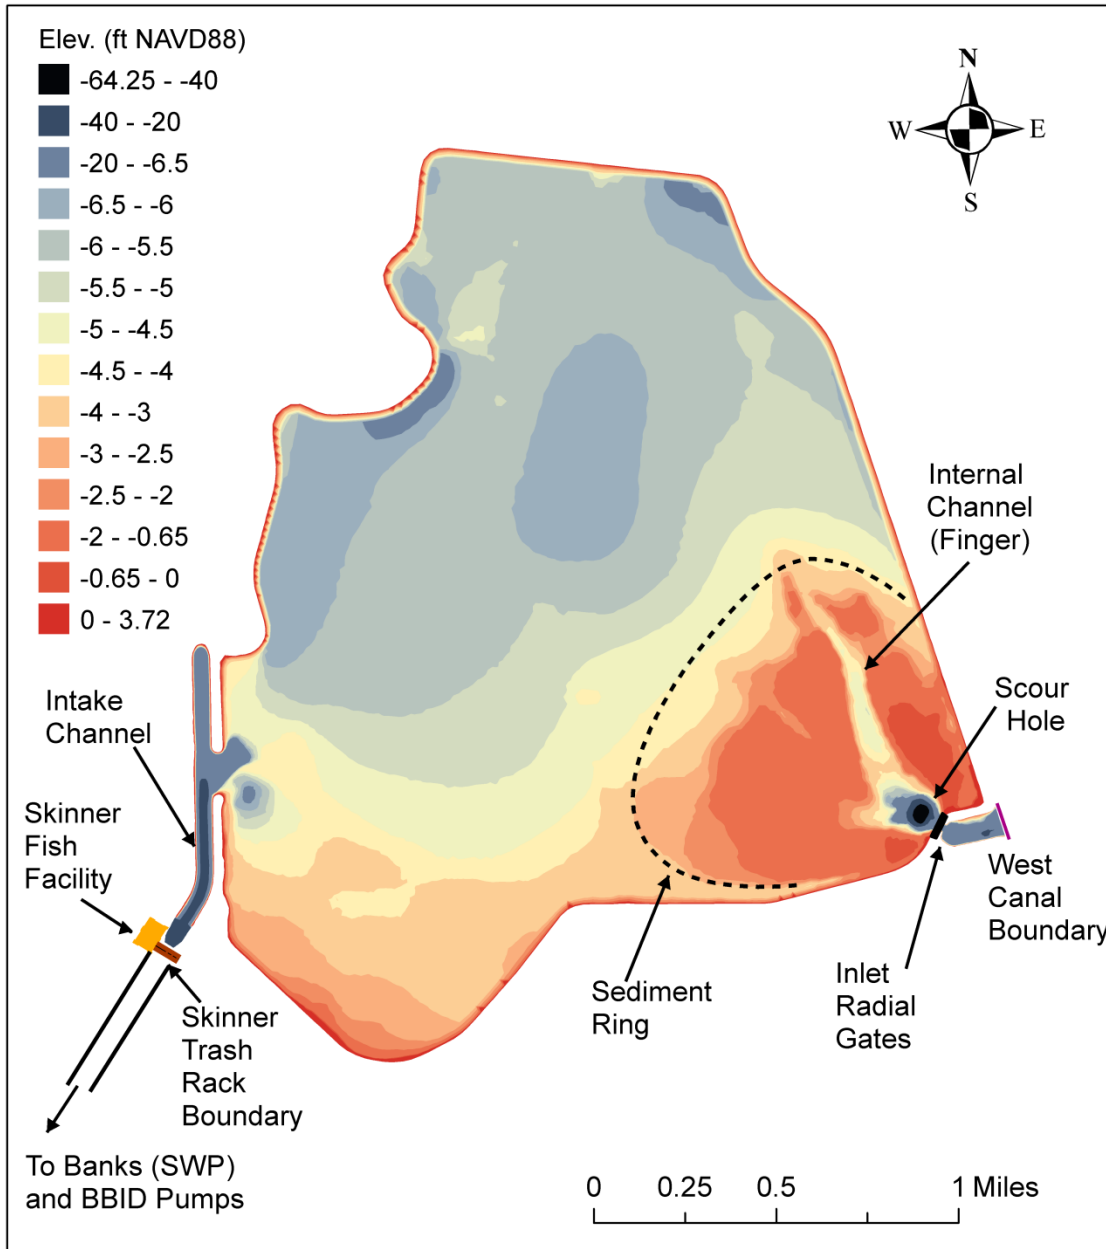 Elev. (ft NAVD88)
-64.25 - -40
-40 - -20
-20 - -6.5
-6.5 - -6
-6 - -5.5
-5.5 - -5
-5 - -4.5
-4.5 - -4
-4 - -3
-3 - -2.5
-2.5 - -2
-2 - -0.65
-0.65 - 0
0 - 3.72
N
W
E
S
Internal
Channel
(Finger)
Scour
Hole
Intake
Channel
Skinner
Fish
Facility
West
Canal
Boundary
Inlet
Radial
Gates
Sediment
Ring
Skinner
Trash
Rack
Boundary
To Banks (SWP)
and BBID Pumps
0 0.25 0.5 1 Miles